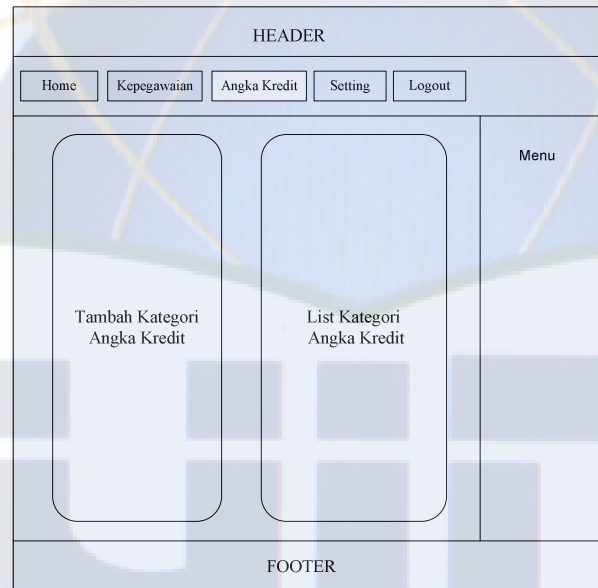 HEADER
Home Kepegawaian Angka Kredit Setting Logout
Menu
Tambah Kategori
Angka Kredit
List Kategori
Angka Kredit
FOOTER